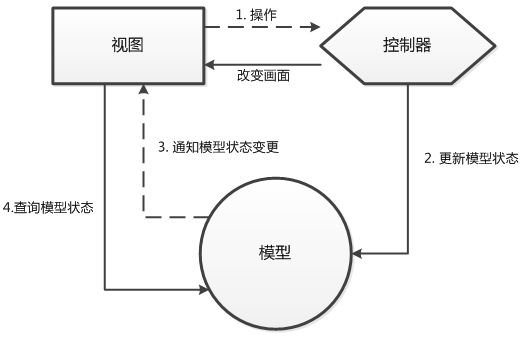 1. 操作
视图
控制器
改变画面
3. 通知模型状态变更
2. 更新模型状态
4.查询模型状态
模型